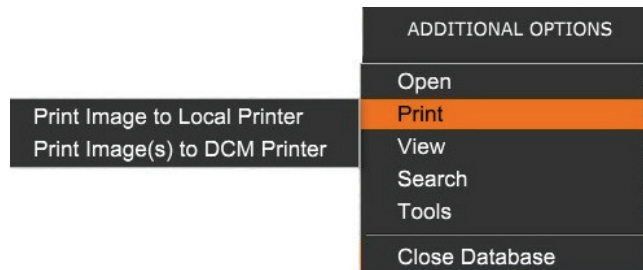 ADDITIONAL OPTIONS
Open
Print
Print Image to Local Printer
Print Image(s) to DCM Printer
View
Search
Tools
Close Database